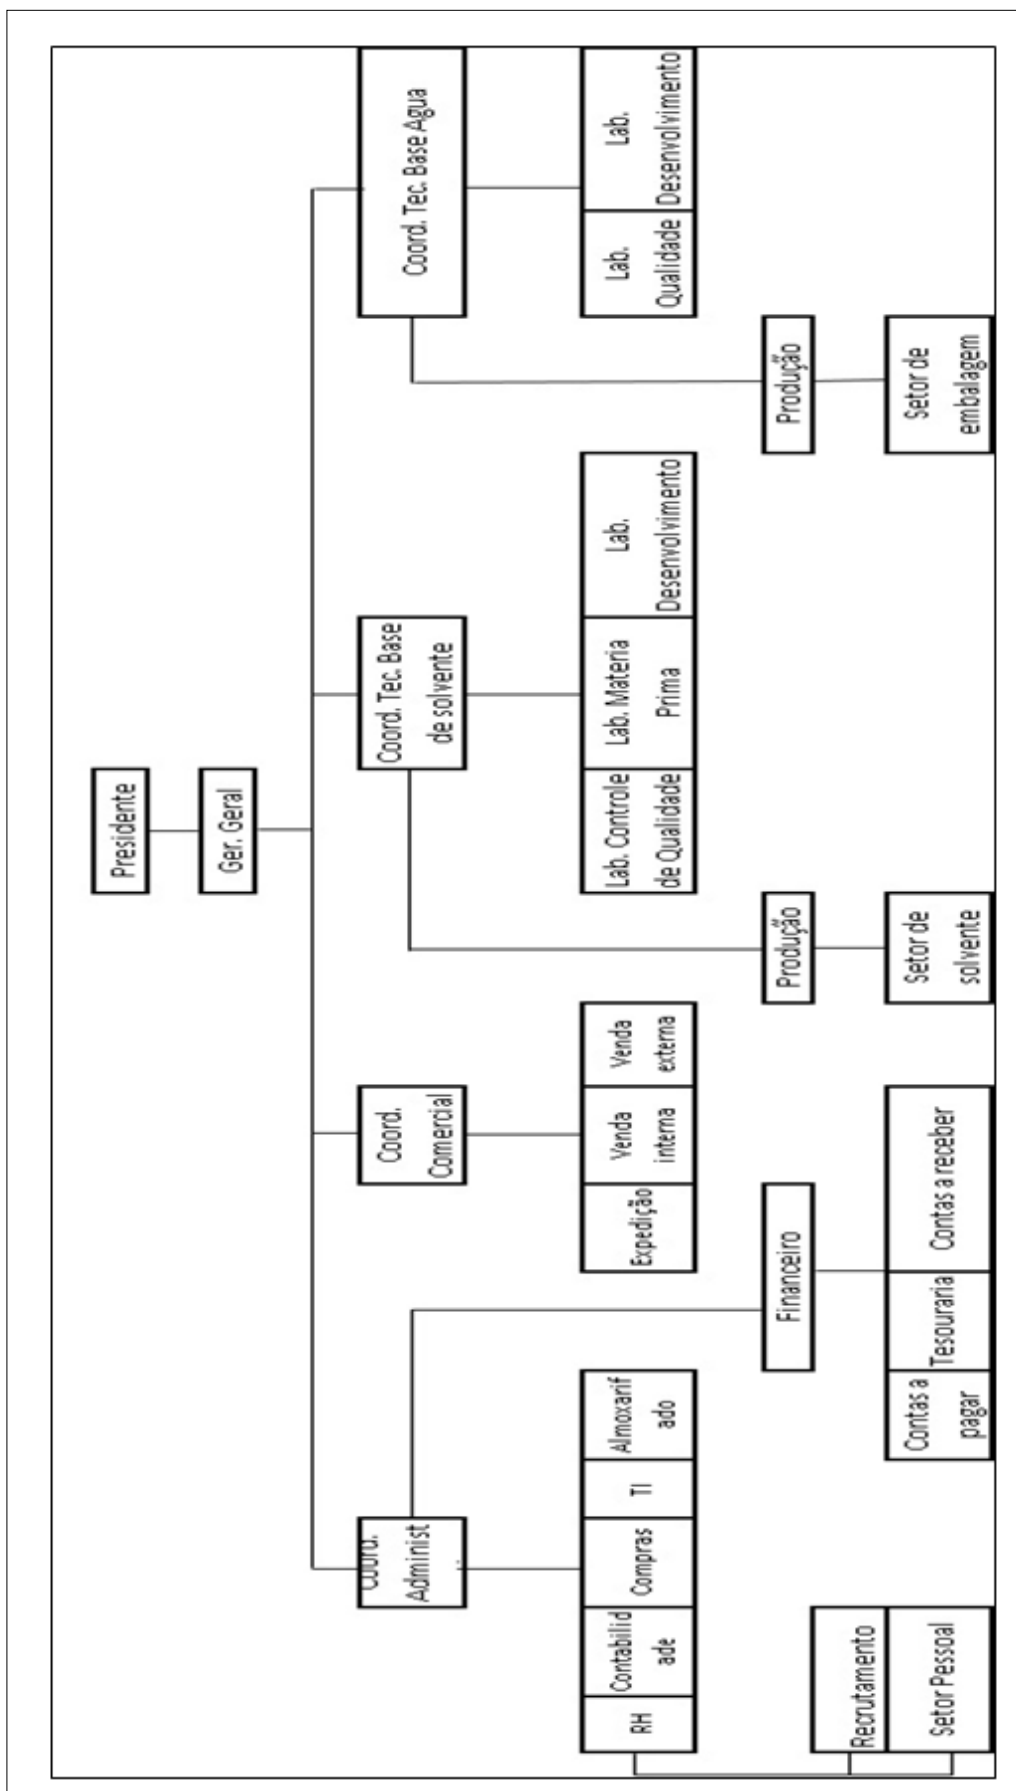 Presidente
Ger. Geral
Coord.
Administ
Coord.
Comercial
Coord. Tec. Base
de solvente
Coord. Tec. Base Agua
RH
Contabilid
ade
Compras
TI
Almoxarif
ado
Expedição
Venda
interna
Venda
externa
Lab. Controle
de Qualidade
Lab. Materia
Prima
Lab.
Desenvolvimento
Lab.
Qualidade
Lab.
Desenvolvimento
Financeiro
Produção
Produção
Recrutamento
Setor Pessoal
Contas a
pagar
Tesouraria
Contas a receber
Setor de
solvente
Setor de
embalagem